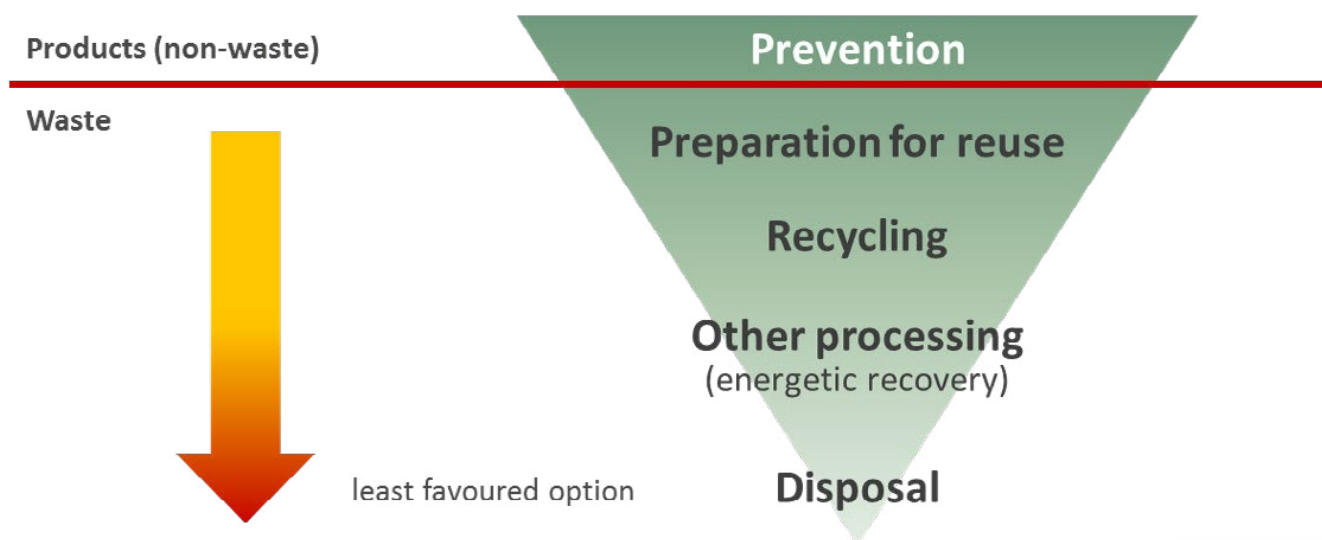 Products (non-waste)
Prevention
Waste
Preparation for reuse
Recycling
Other processing
(energetic recovery)
least favoured option
Disposal